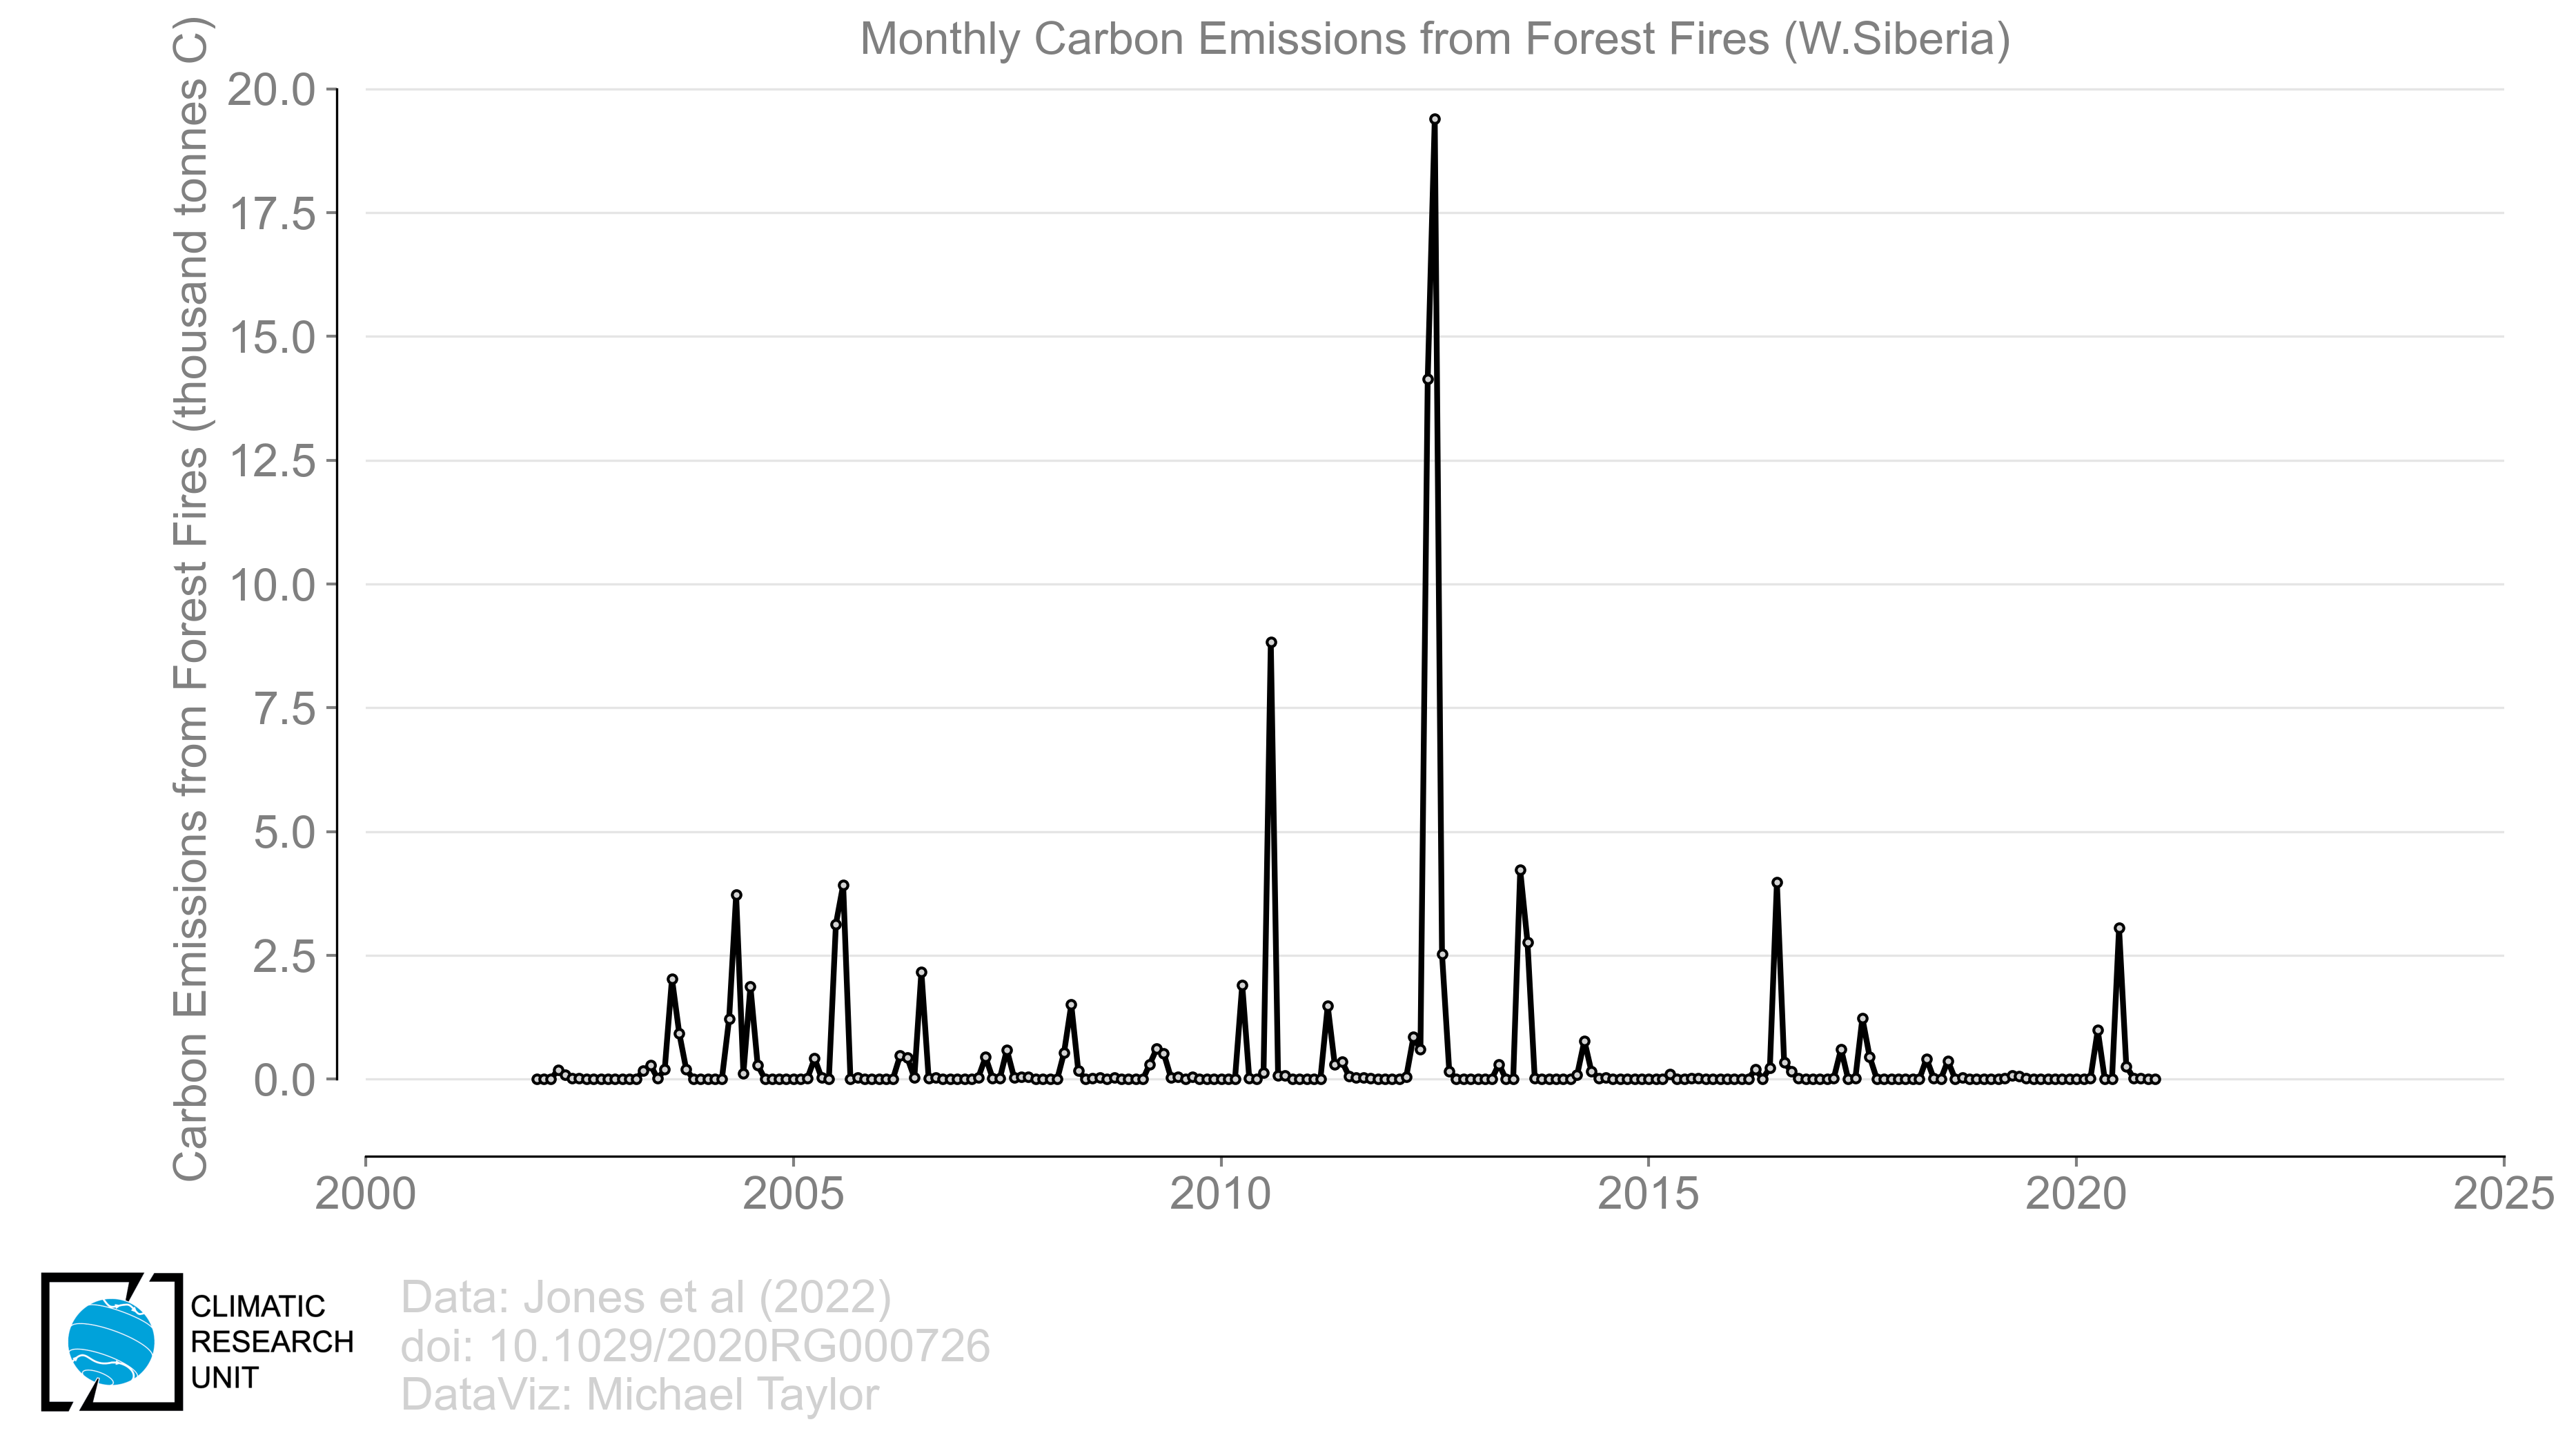 Monthly Carbon Emissions from Forest Fires (W.Siberia)
Carbon Emissions from Forest Fires (thousand tonnes C)
20.0
17.5
15.0
12.5
10.0
7.5
5.0
2.5
0.0
2000 2005 2010 2015 2020 2025
CLIMATIC
RESEARCH
UNIT
Data: Jones et al (2022)
doi: 10.1029/2020RG000726
DataViz: Michael Taylor